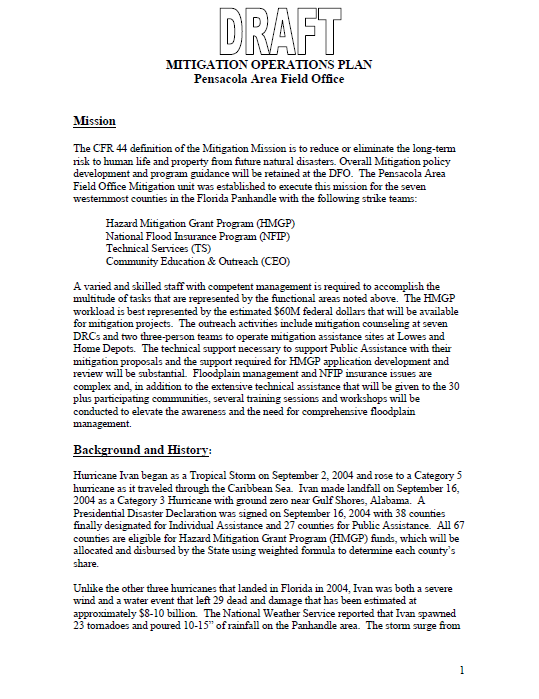 DRAFT
MITIGATION OPERATIONS PLAN
Pensacola Area Field Office
Mission
The CFR 44 definition of the Mitigation Mission is to reduce or eliminate the long-term
risk to human life and property from future natural disasters. Overall Mitigation policy
development and program guidance will be retained at the DFO. The Pensacola Area
Field Office Mitigation unit was established to execute this mission for the seven
westernmost counties in the Florida Panhandle with the following strike teams:
Hazard Mitigation Grant Program (HMGP)
National Flood Insurance Program (NFIP)
Technical Services (TS)
Community Education & Outreach (CEO)
A varied and skilled staff with competent management is required to accomplish the
multitude of tasks that are represented by the functional areas noted above. The HMGP
workload is best represented by the estimated $60M federal dollars that will be available
for mitigation projects. The outreach activities include mitigation counseling at seven
DRCs and two three-person teams to operate mitigation assistance sites at Lowes and
Home Depots. The technical support necessary to support Public Assistance with their
mitigation proposals and the support required for HMGP application development and
review will be substantial. Floodplain management and NFIP insurance issues are
complex and, in addition to the extensive technical assistance that will be given to the 30
plus participating communities, several training sessions and workshops will be
conducted to elevate the awareness and the need for comprehensive floodplain
management.
Background and History:
Hurricane Ivan began as a Tropical Storm on September 2, 2004 and rose to a Category 5
hurricane as it traveled through the Caribbean Sea. Ivan made landfall on September 16,
2004 as a Category 3 Hurricane with ground zero near Gulf Shores, Alabama. A
Presidential Disaster Declaration was signed on September 16, 2004 with 38 counties
finally designated for Individual Assistance and 27 counties for Public Assistance. All 67
counties are eligible for Hazard Mitigation Grant Program (HMGP) funds, which will be
allocated and disbursed by the State using weighted formula to determine each county's
share.
Unlike the other three hurricanes that landed in Florida in 2004, Ivan was both a severe
wind and a water event that left 29 dead and damage that has been estimated at
approximately $8-10 billion. The National Weather Service reported that Ivan spawned
23 tornadoes and poured 10-15” of rainfall on the Panhandle area. The storm surge from
1